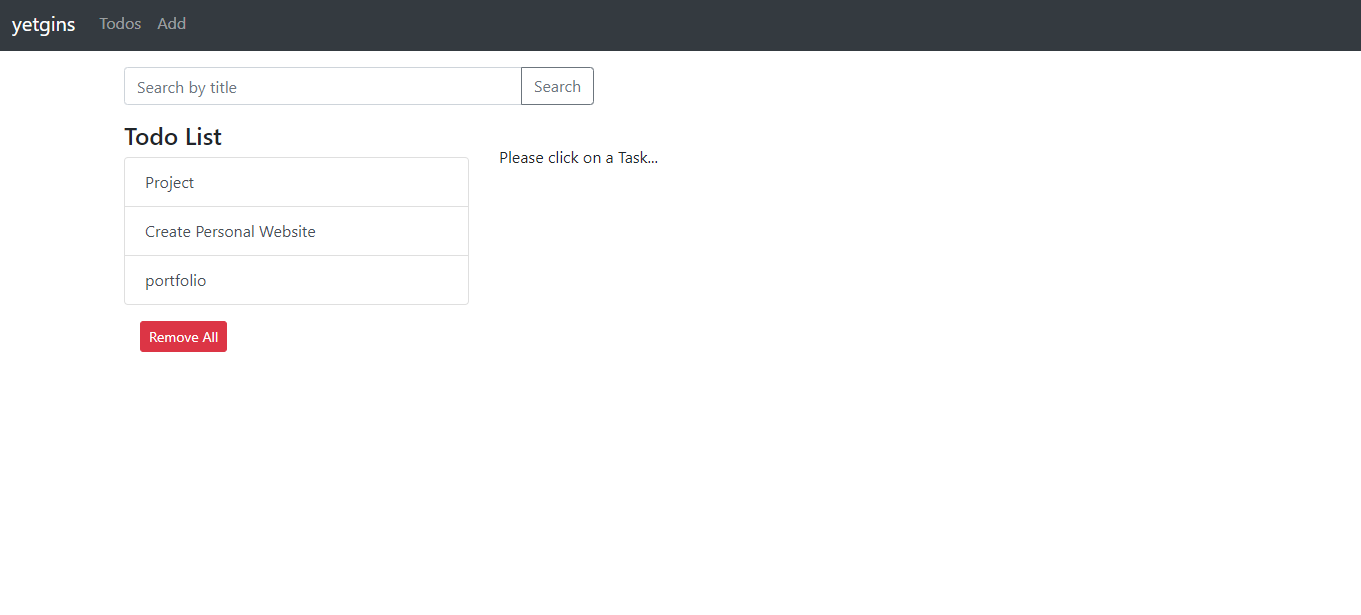 yetgins Todos Add
Search by title Search
Todo List
Please click on a Task...
Project
Create Personal Website
portfolio
Remove All